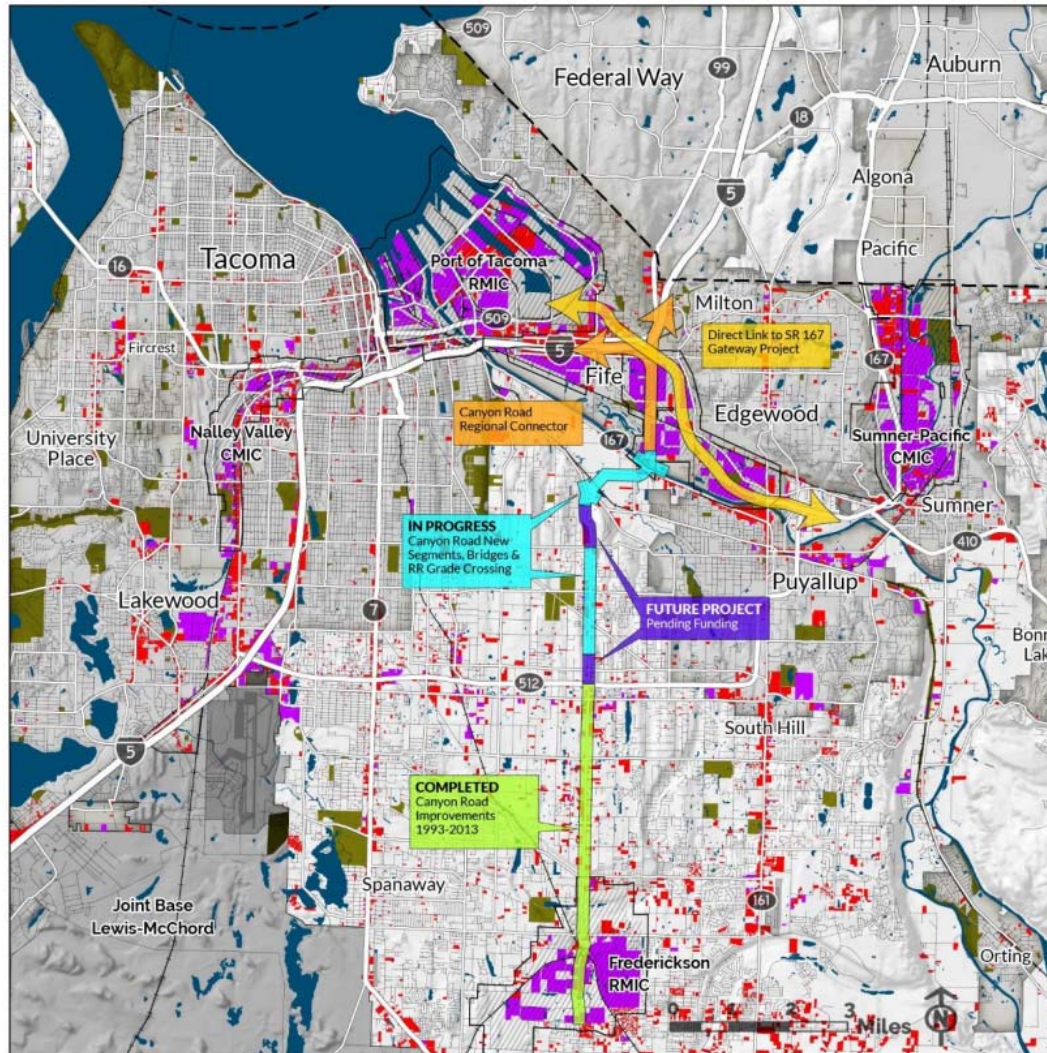 509
Federal Way
99
Auburn
18
Algona
5
Pacific
16
Tacoma
Port of Tacoma
RMIC
509
Milton
Direct Link to SR 167
Gateway Project
167
Fircrest
5
Fife
Edgewood
Canyon Road
Regional Connector
167
University
Place
Nalley Valley
CMIC
Sumner-Pacific
CMIC
Sumner
410
IN PROGRESS
Canyon Road New
Segments, Bridges &
RR Grade Crossing
Puyallup
Lakewood
7
FUTURE PROJECT
Pending Funding
512
South Hill
5
COMPLETED
Canyon Road
Improvements
1993-2013
Spanaway
161
Joint Base
Lewis-McChord
Frederickson
RMIC
Orting
0 1 2 3 Miles
N